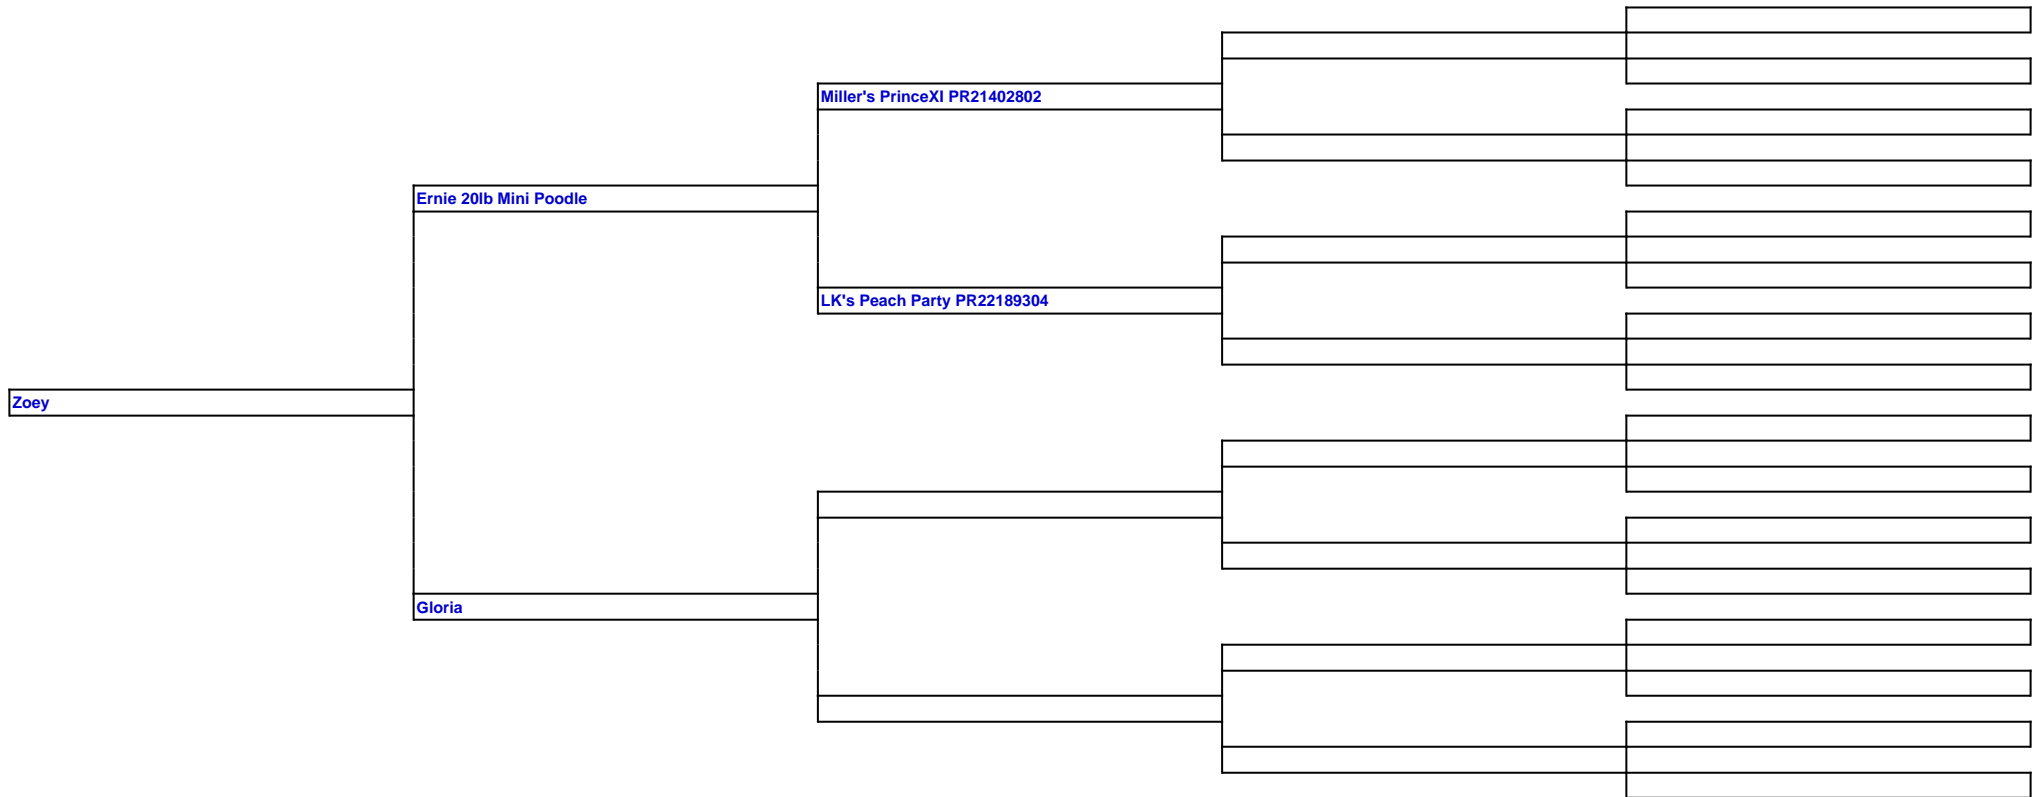 Miller's PrinceXI PR21402802
Ernie 20lb Mini Poodle
LK's Peach Party PR22189304
Zoey
Gloria